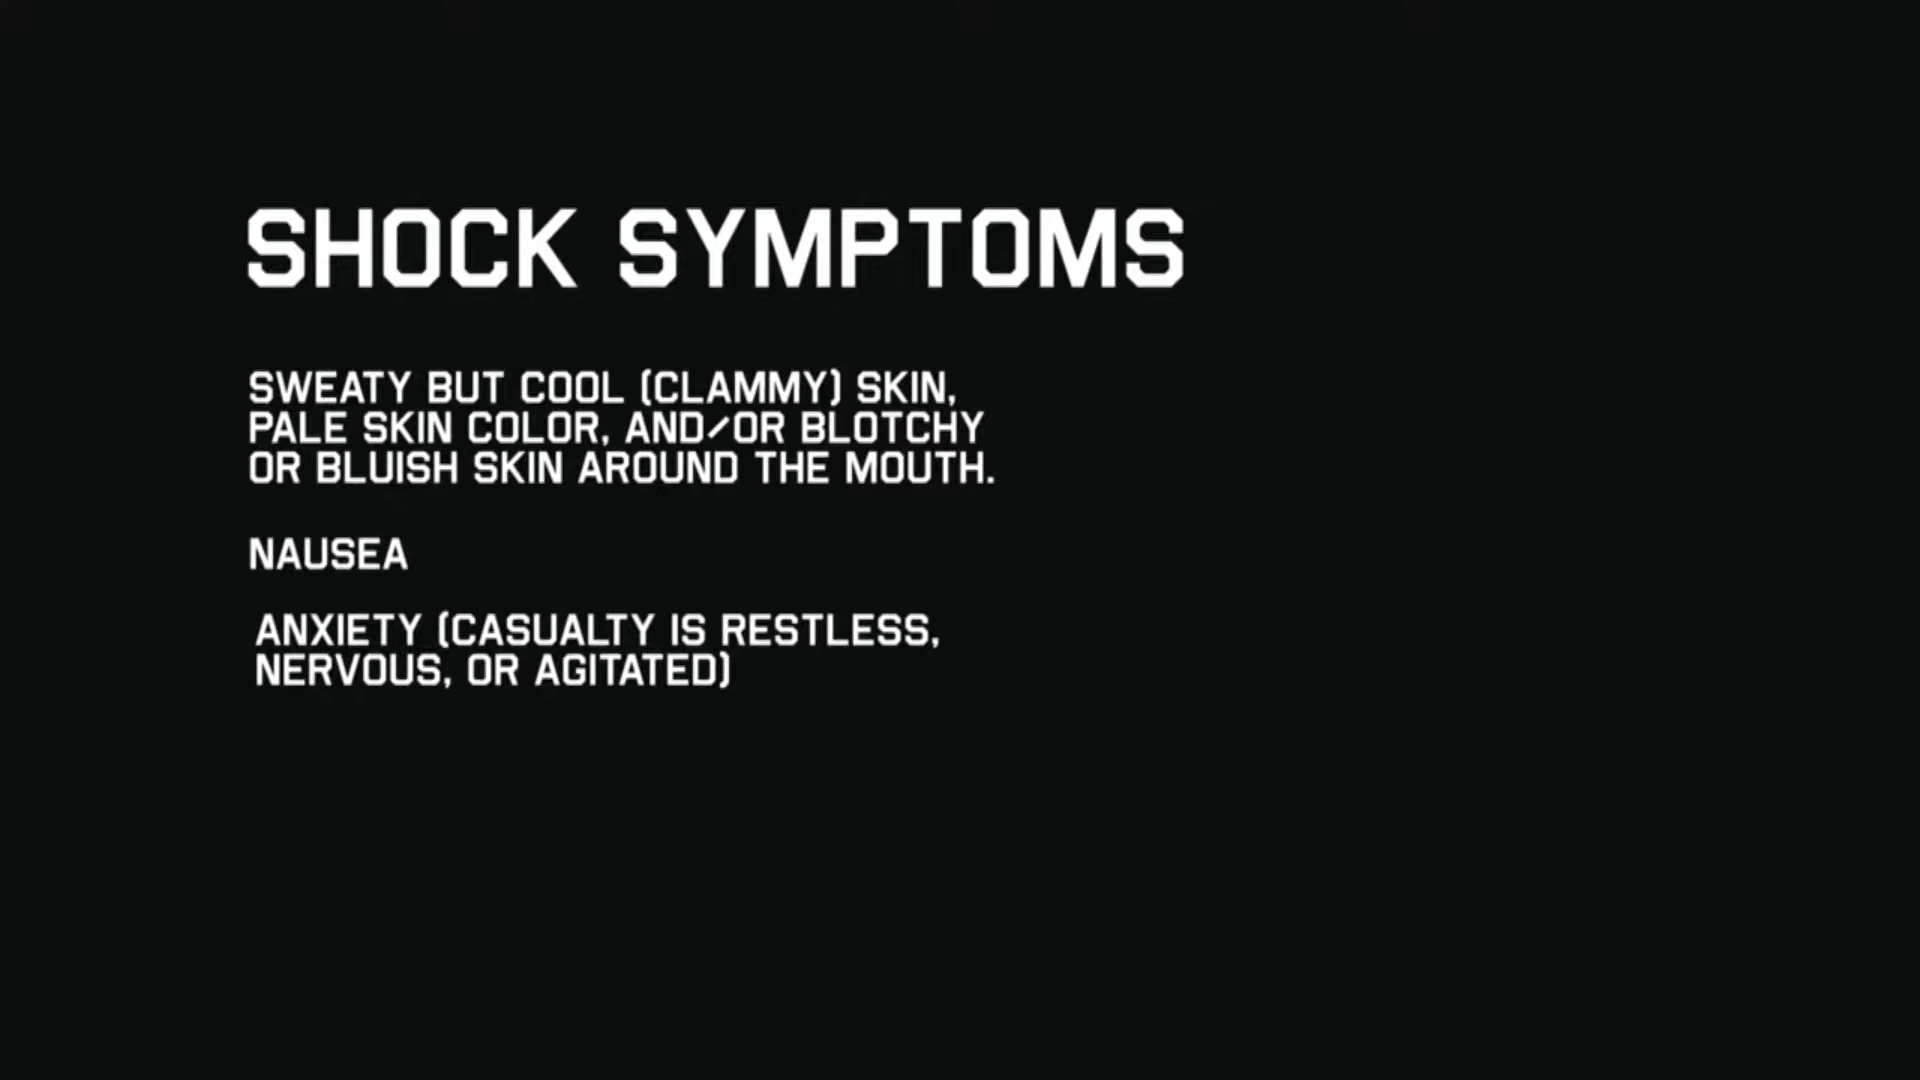 SHOCK SYMPTOMS
SWEATY BUT COOL (CLAMMY) SKIN,
PALE SKIN COLOR, AND/OR BLOTCHY
OR BLUISH SKIN AROUND THE MOUTH.
NAUSEA
ANXIETY (CASUALTY IS RESTLESS,
NERVOUS, OR AGITATED)